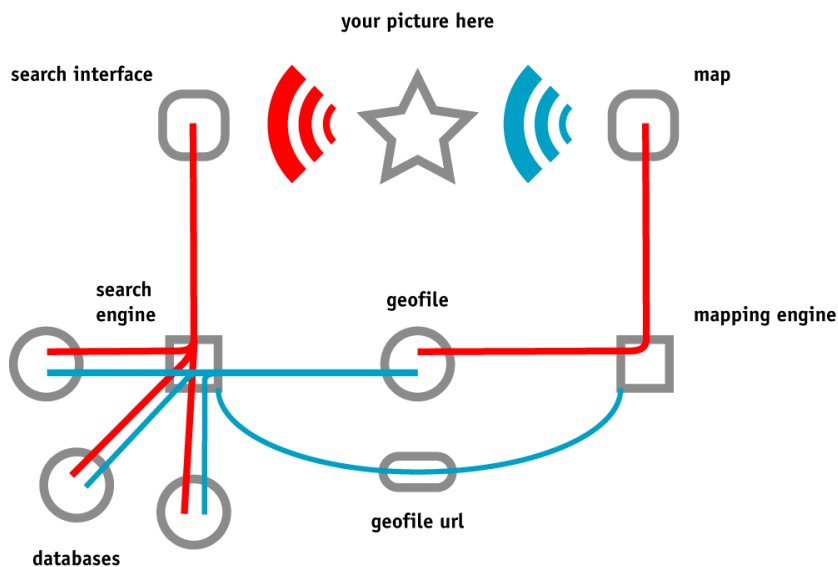 your picture here
search interface
map
search
engine
geofile
mapping engine
geofile url
databases